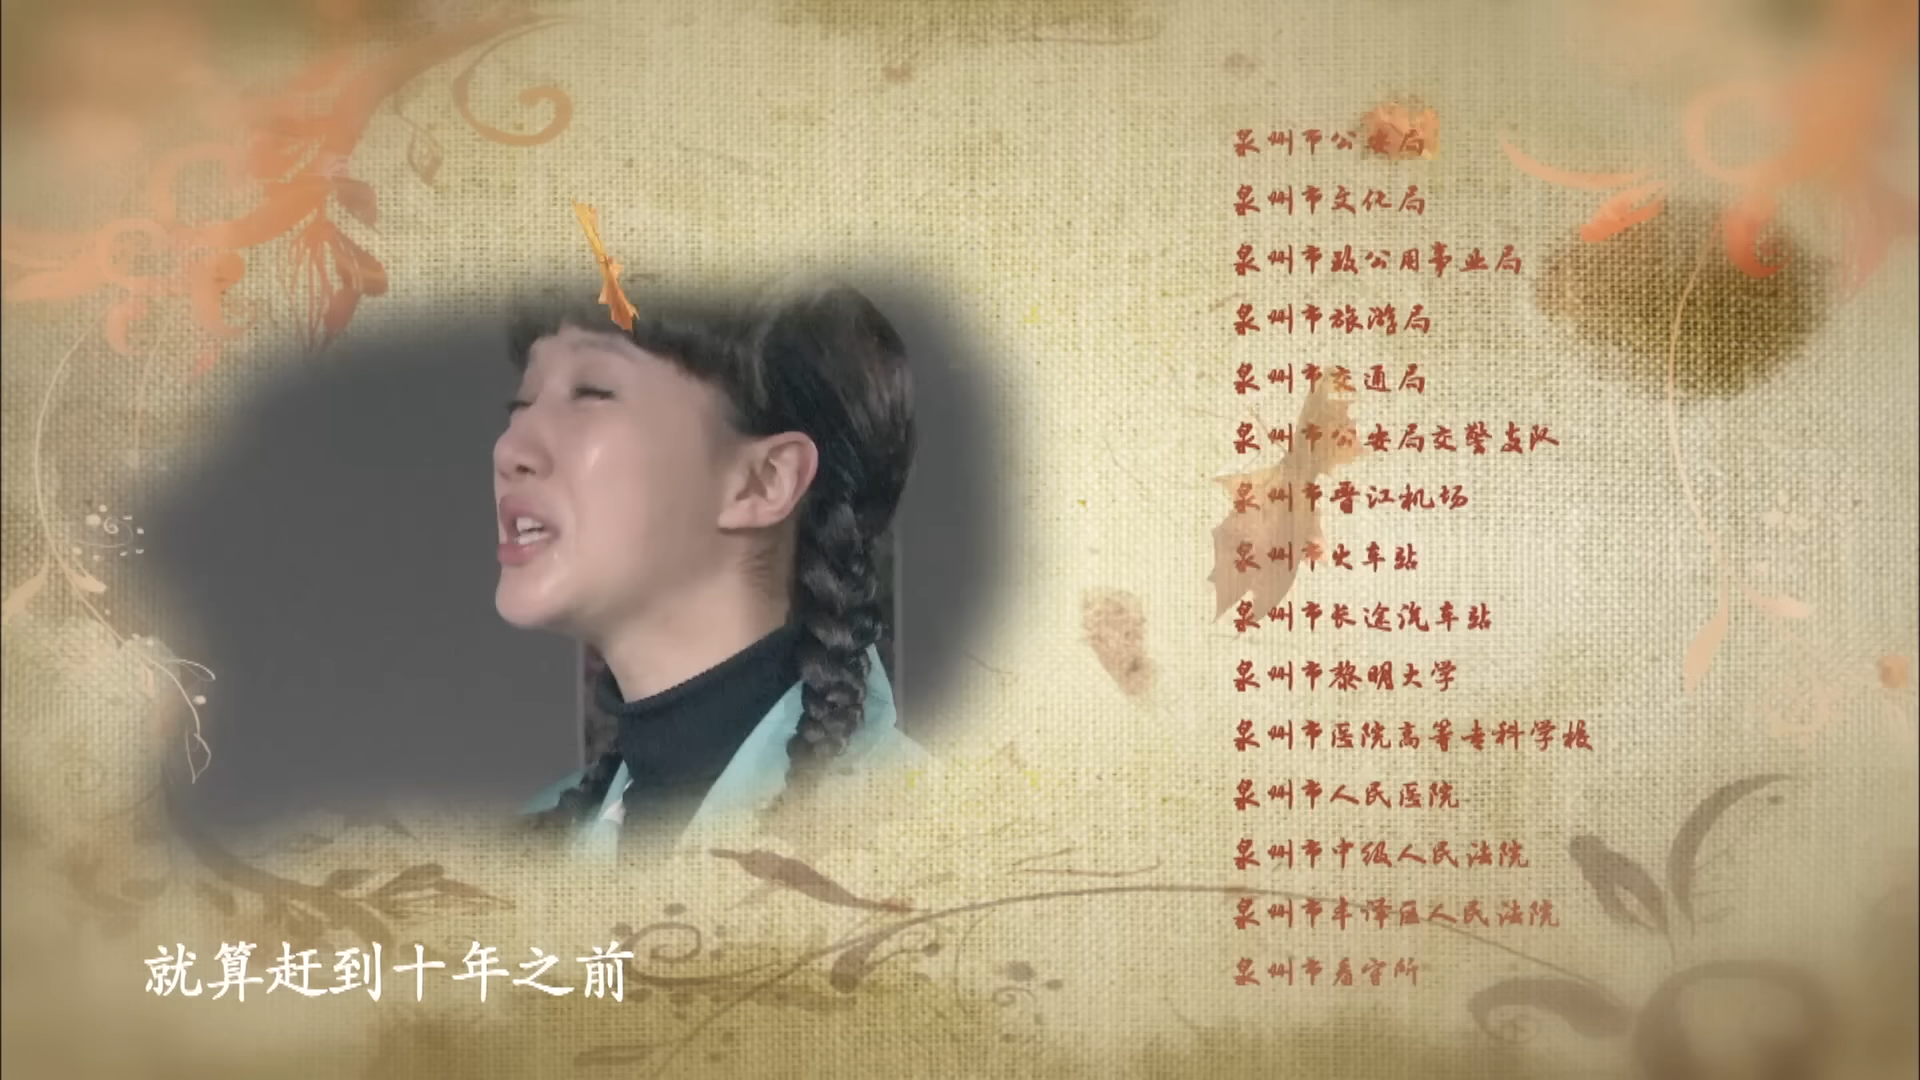 泉州市公安局
泉州市文化局
泉州市政公用事业局
泉州市旅游局
泉州市交通局
泉州市公安局交警支队
泉州市晋江机场
泉州市火车站
泉州市长途汽车站
泉州市黎明大学
泉州市医院高等专科学校
泉州市人民医院
泉州市中级人民法院
泉州市丰泽区人民法院
泉州市看守所
就算赶到十年之前